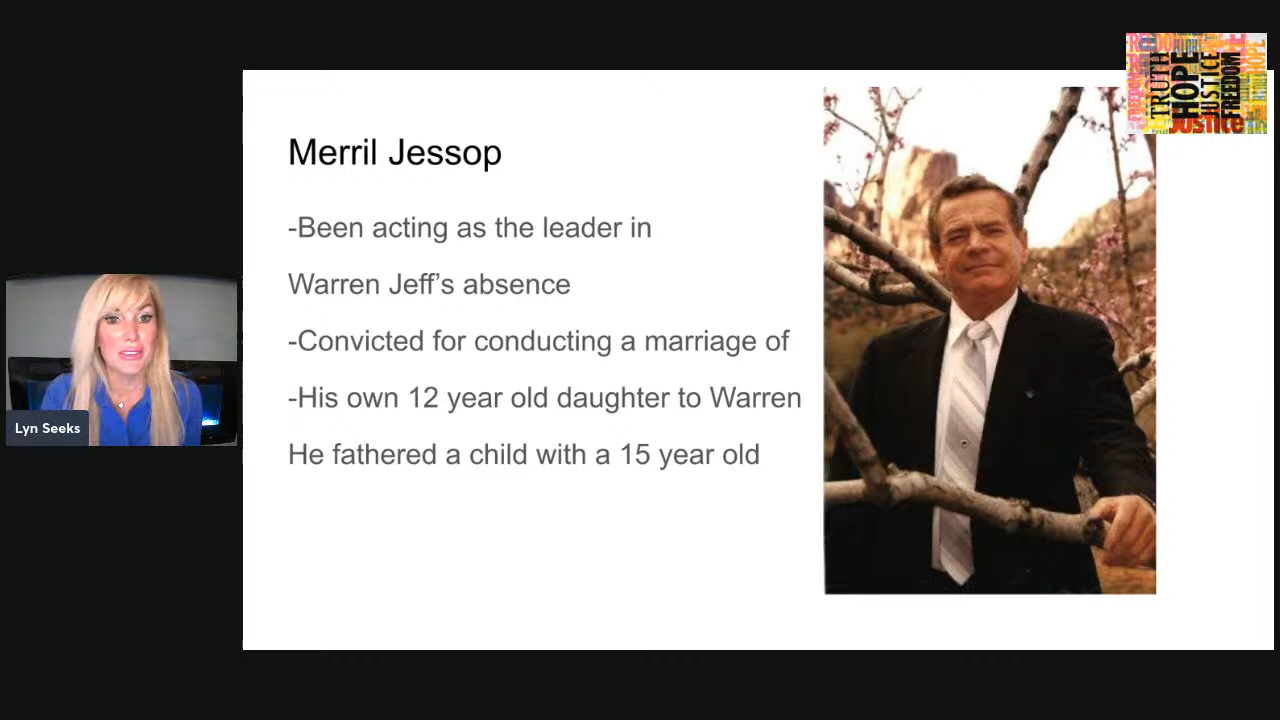 Merril Jessop
-Been acting as the leader in
Warren Jeff’s absence
-Convicted for conducting a marriage of
-His own 12 year old daughter to Warren
He fathered a child with a 15 year old
Lyn Seeks
TRUTH
HOPE
JUSTICE
FREEDOM
Justice